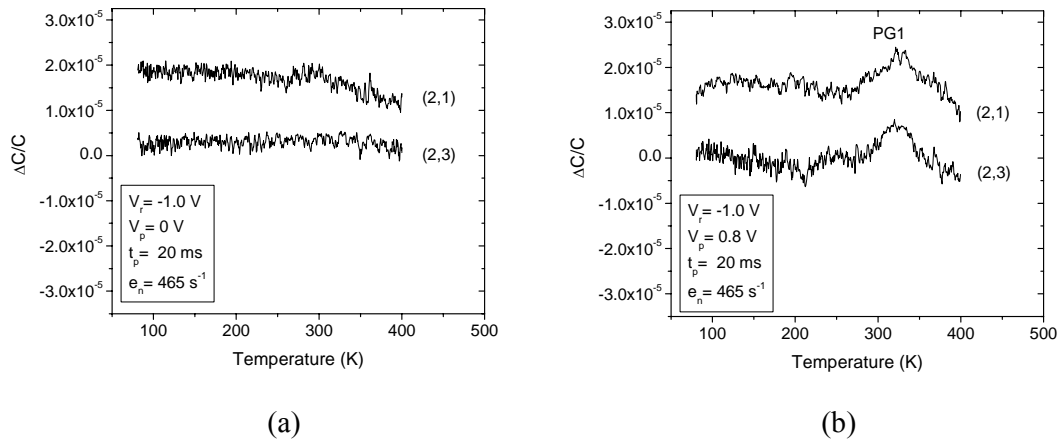 3.0x10⁻⁵
2.0x10⁻⁵
1.0x10⁻⁵
0.0
-1.0x10⁻⁵
-2.0x10⁻⁵
-3.0x10⁻⁵
ΔC/C
(2,1)
(2,3)
Vᵣ= -1.0 V
Vₚ= 0 V
tₚ= 20 ms
eₙ= 465 s⁻¹
100 200 300 400 500
Temperature (K)
(a)
3.0x10⁻⁵
2.0x10⁻⁵
1.0x10⁻⁵
0.0
-1.0x10⁻⁵
-2.0x10⁻⁵
-3.0x10⁻⁵
ΔC/C
PG1
(2,1)
(2,3)
Vᵣ= -1.0 V
Vₚ= 0.8 V
tₚ= 20 ms
eₙ= 465 s⁻¹
100 200 300 400 500
Temperature (K)
(b)